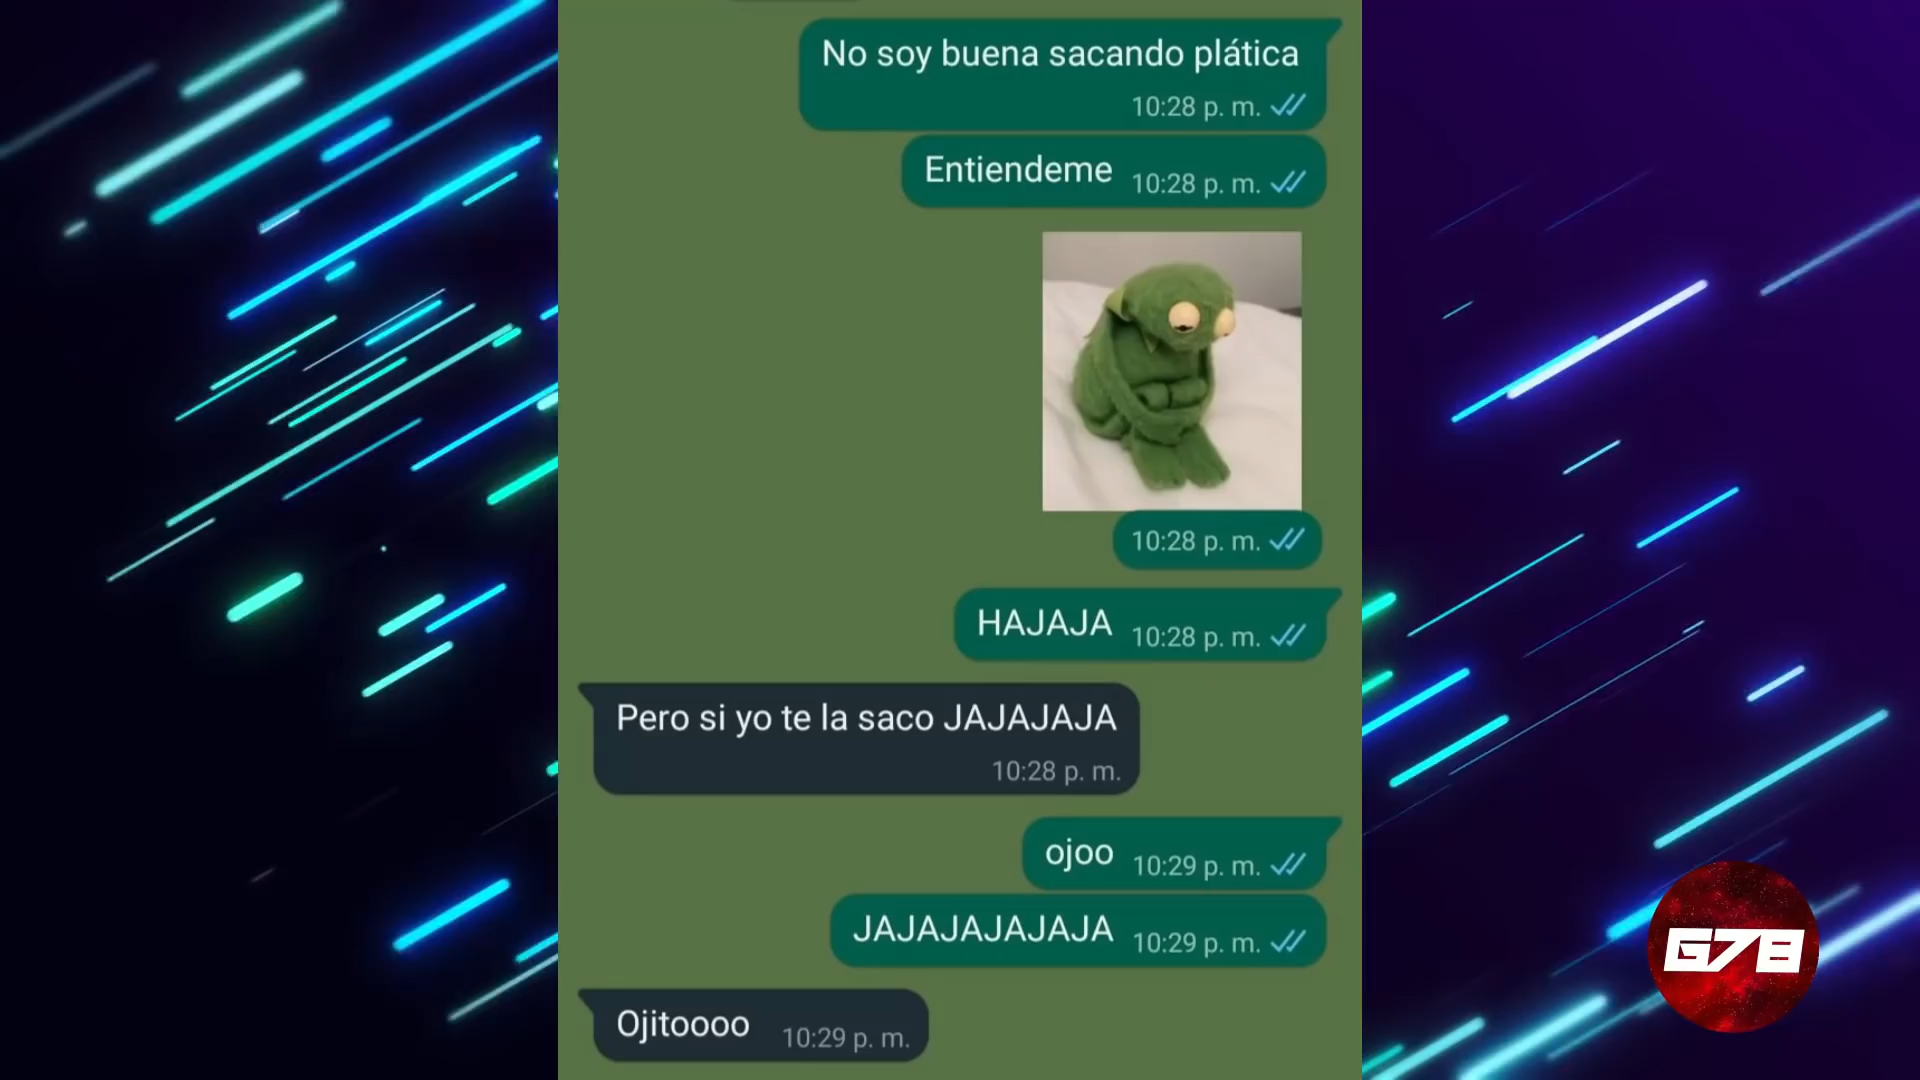 No soy buena sacando plática
10:28 p. m.
Entiendeme 10:28 p. m.
10:28 p. m.
HAJAJA 10:28 p. m.
Pero si yo te la saco JAJAJAJA
10:28 p. m.
ojoo 10:29 p. m.
JAJAJAJAJAJA 10:29 p. m.
Ojitoooo 10:29 p. m.
G78